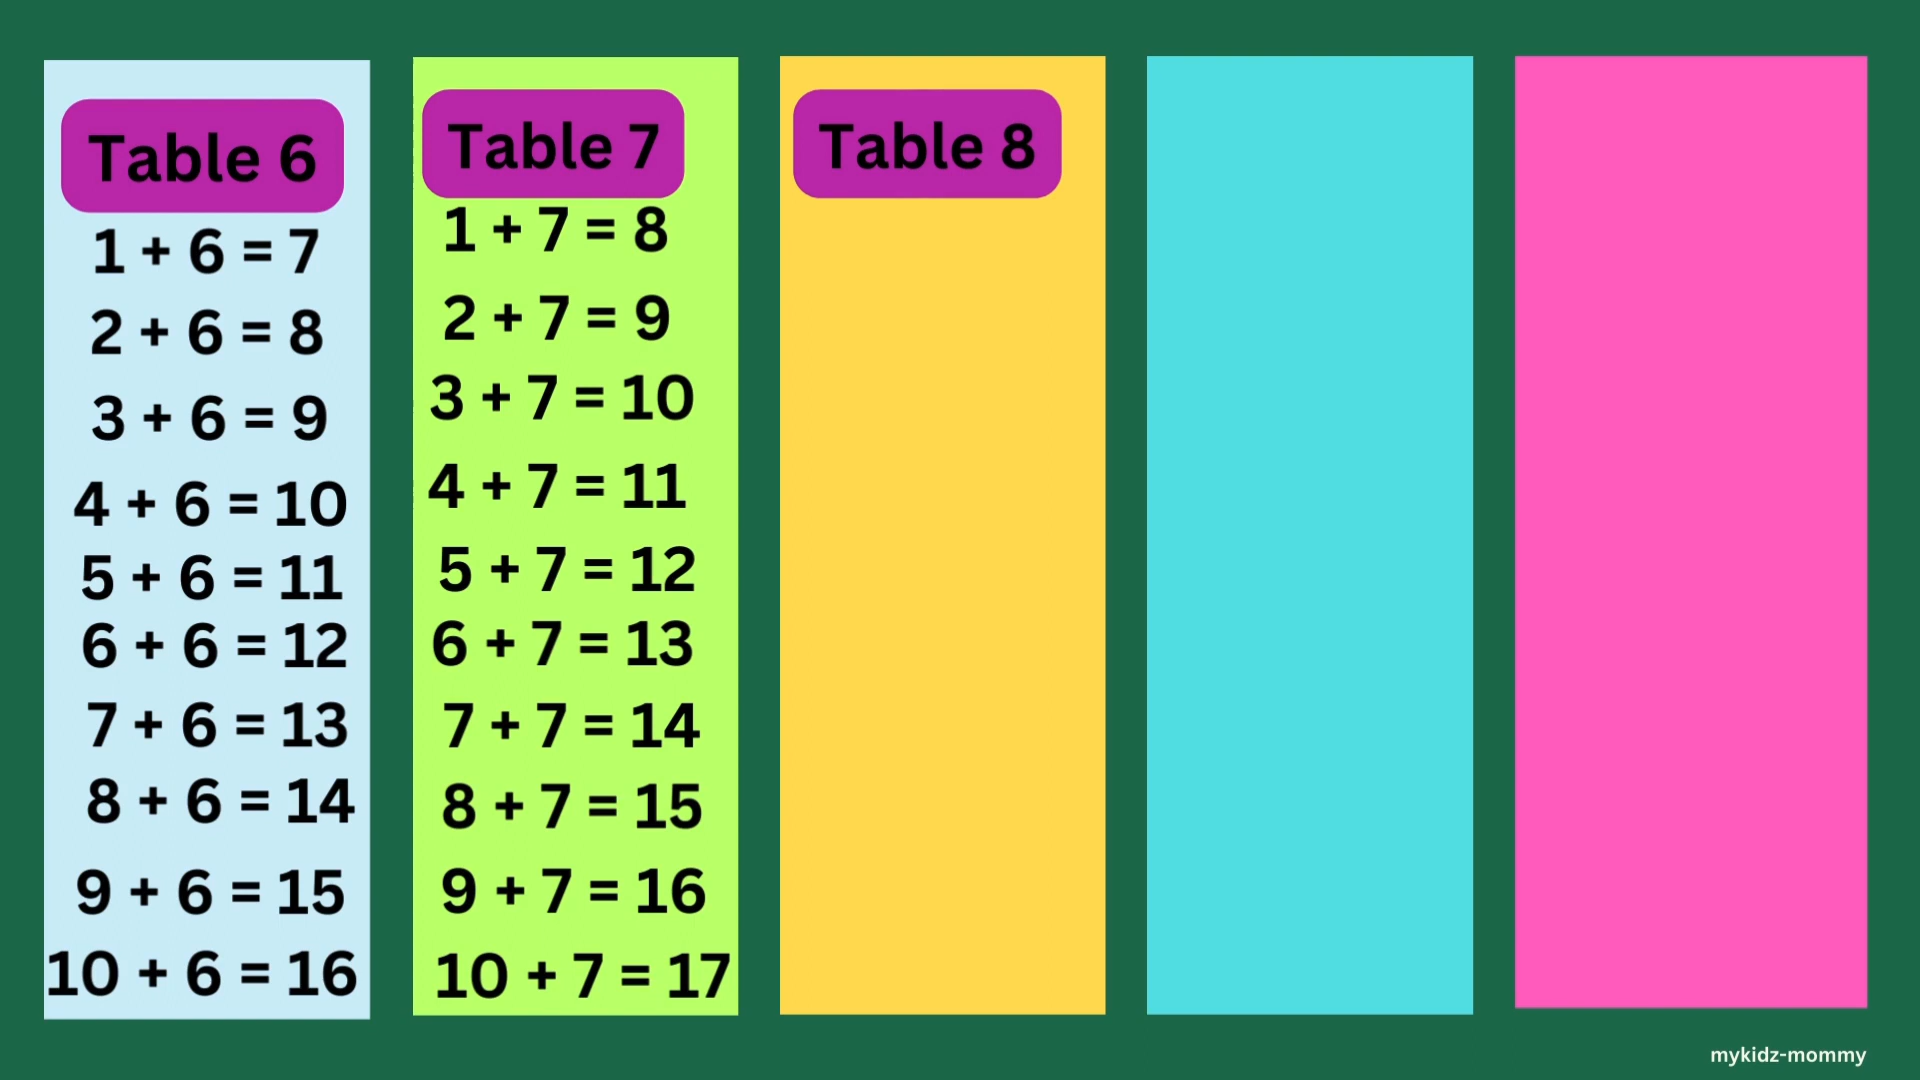 Table 6
1 + 6 = 7
2 + 6 = 8
3 + 6 = 9
4 + 6 = 10
5 + 6 = 11
6 + 6 = 12
7 + 6 = 13
8 + 6 = 14
9 + 6 = 15
10 + 6 = 16
Table 7
1 + 7 = 8
2 + 7 = 9
3 + 7 = 10
4 + 7 = 11
5 + 7 = 12
6 + 7 = 13
7 + 7 = 14
8 + 7 = 15
9 + 7 = 16
10 + 7 = 17
Table 8
mykidz-mommy